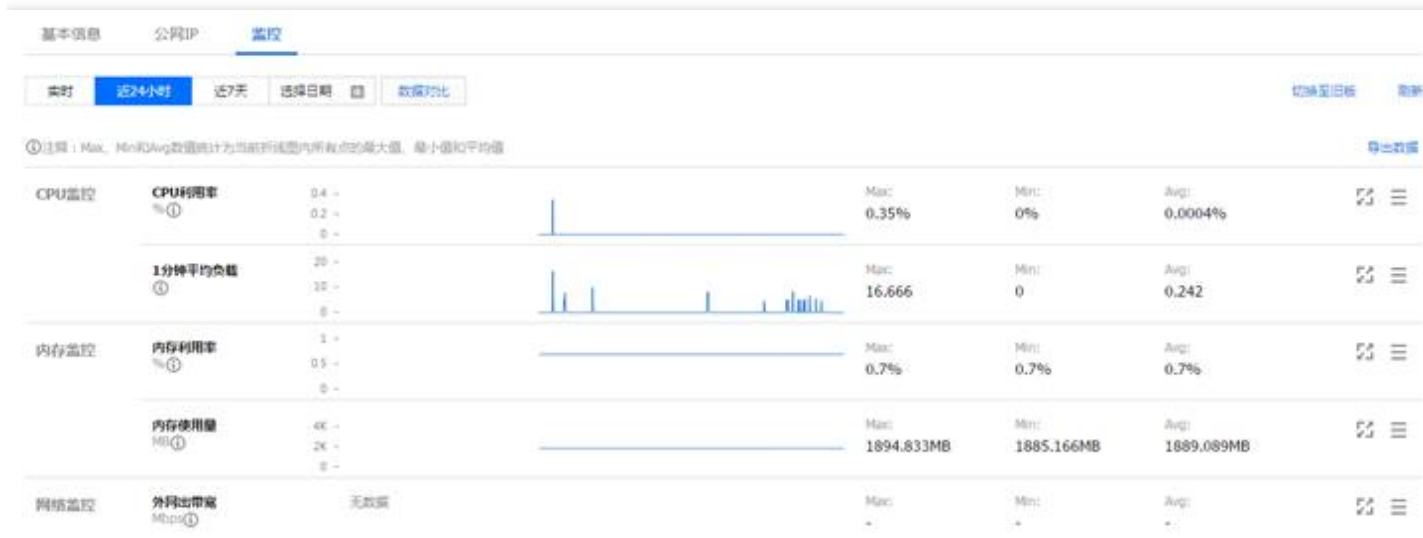 基本信息 公网IP 监控
实时 近24小时 近7天 选择日期 数据对比 切换至旧版 刷新
注释：Max、Min和Avg数值统计为当前折线图内所有点的最大值、最小值和平均值 导出数据
CPU监控 CPU利用率 0.4 Max: Min: Avg:
% 0.2 0.35% 0% 0.0004%
0
1分钟平均负载 20 Max: Min: Avg:
10 16.666 0 0.242
0
内存监控 内存利用率 1 Max: Min: Avg:
% 0.5 0.7% 0.7% 0.7%
0
内存使用量 4K Max: Min: Avg:
MB 2K 1894.833MB 1885.166MB 1889.089MB
0
网络监控 外网出带宽 无数据 Max: Min: Avg:
Mbps - - -